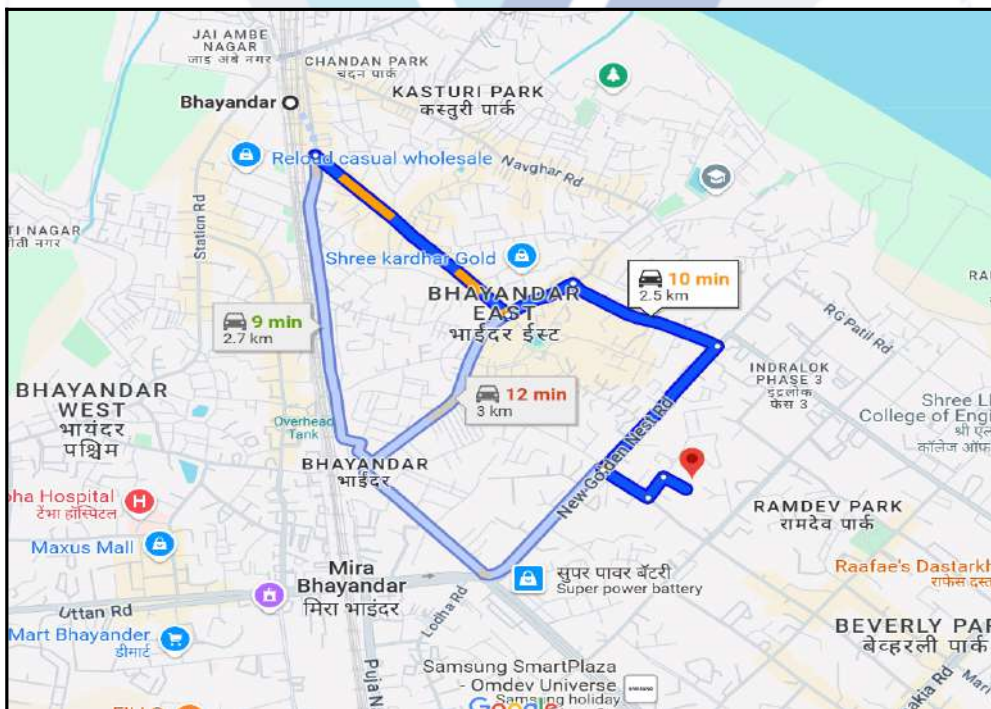 JAI AMBE
NAGAR
जाइ अंबे नगर
CHANDAN PARK
चंदन पार्क
KASTURI PARK
कस्तुरी पार्क
Bhayandar
Reload casual wholesale
Navghar Rd
TI NAGAR
Station Rd
Shree kardhar Gold
BHAYANDAR
EAST
भाईंदर ईस्ट
10 min
2.5 km
9 min
2.7 km
RG Patil Rd
INDRALOK
PHASE 3
इंद्रलोक
फेस 3
12 min
3 km
BHAYANDAR
WEST
भायंदर
पश्चिम
Overhead
Tank
New Golden Nest Rd
College of Engi
कॉलेज ऑफ
BHAYANDAR
भाईंदर
Hospital
टेंभा हॉस्पिटल
RAMDEV PARK
रामदेव पार्क
Maxus Mall
Mira
Bhayandar
मिरा भाइंदर
सुपर पावर बॅटरी
Super power battery
Raafae's Dastarkh
Uttan Rd
Lodha Rd
Mart Bhayander
डीमार्ट
BEVERLY PAR
बेव्हरली पार्क
Samsung SmartPlaza
- Omdev Universe
Samsung holiday
SAMSUNG
Google